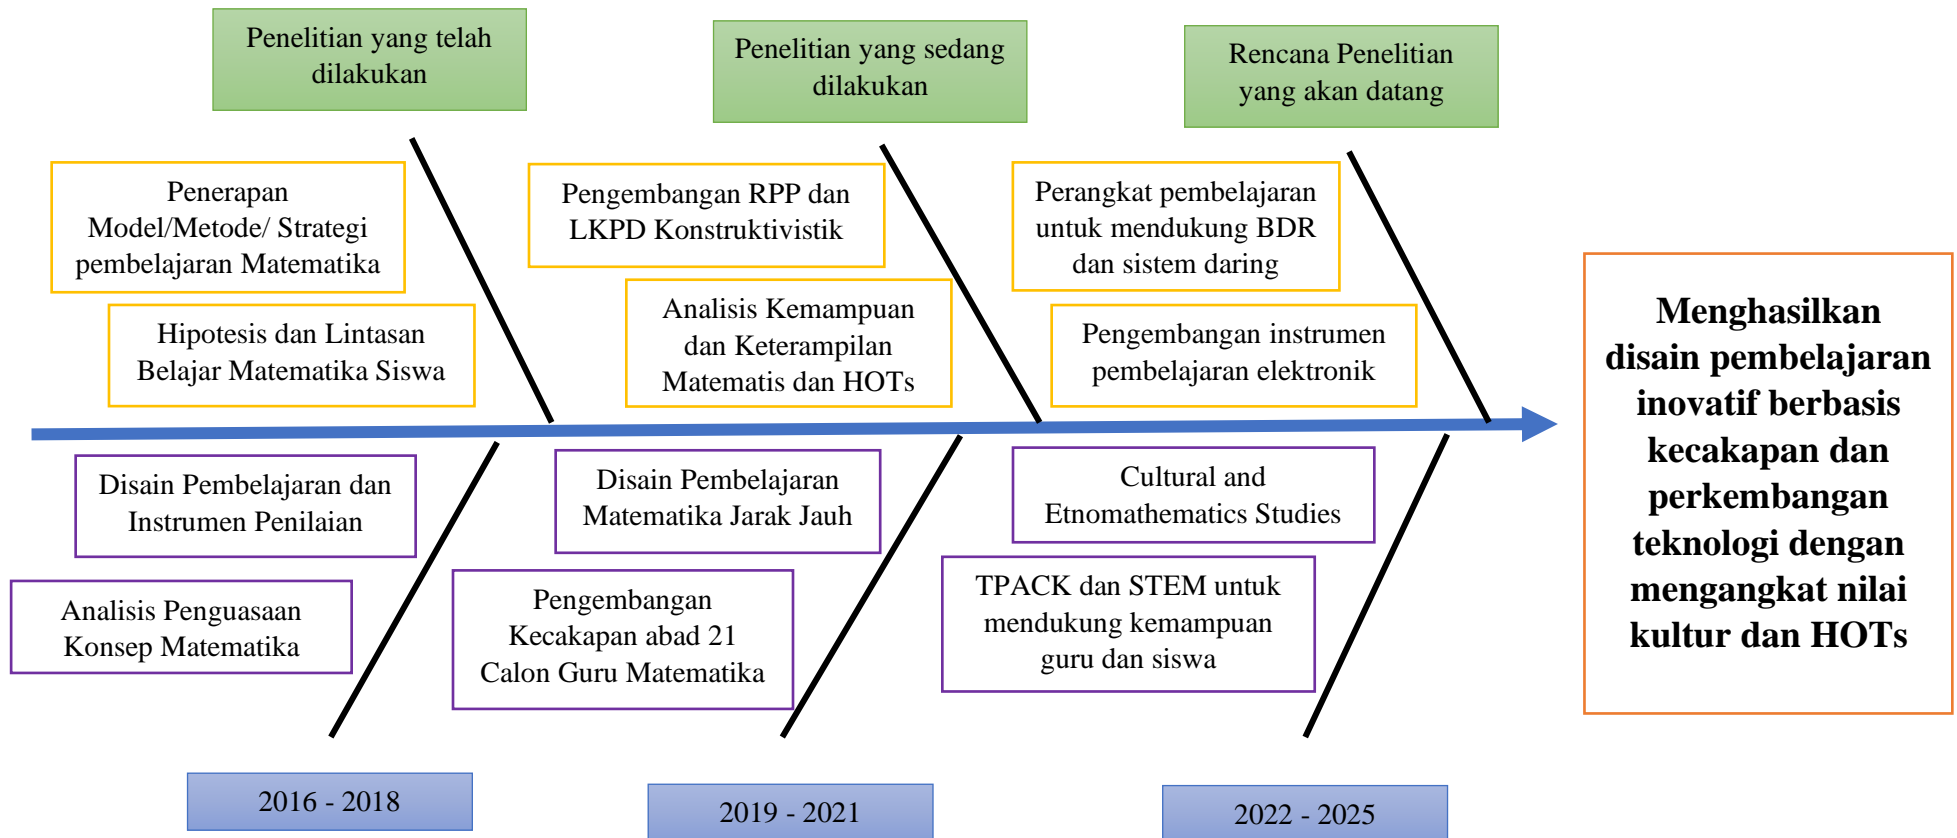 Penelitian yang telah
dilakukan
Penelitian yang sedang
dilakukan
Rencana Penelitian
yang akan datang
Penerapan
Model/Metode/ Strategi
pembelajaran Matematika
Hipotesis dan Lintasan
Belajar Matematika Siswa
Pengembangan RPP dan
LKPD Konstruktivistik
Analisis Kemampuan
dan Keterampilan
Matematis dan HOTs
Perangkat pembelajaran
untuk mendukung BDR
dan sistem daring
Pengembangan instrumen
pembelajaran elektronik
Disain Pembelajaran dan
Instrumen Penilaian
Analisis Penguasaan
Konsep Matematika
Disain Pembelajaran
Matematika Jarak Jauh
Pengembangan
Kecakapan abad 21
Calon Guru Matematika
Cultural and
Etnomathematics Studies
TPACK dan STEM untuk
mendukung kemampuan
guru dan siswa
2016 - 2018
2019 - 2021
2022 - 2025
Menghasilkan
disain pembelajaran
inovatif berbasis
kecakapan dan
perkembangan
teknologi dengan
mengangkat nilai
kultur dan HOTs